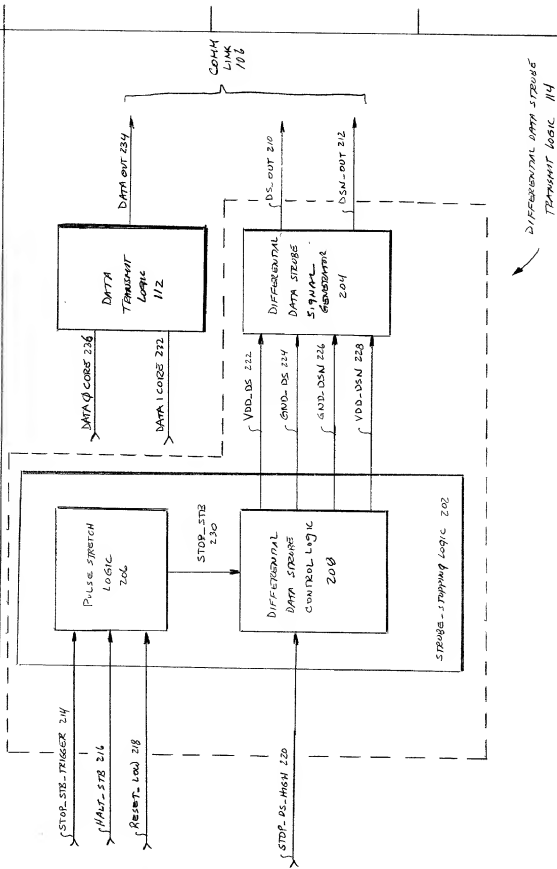 COMM
LINK
106
DATA OUT 234
DATA
TRANSMIT
LOGIC
112
DATA 0 CORE 236
DATA 1 CORE 232
DS_OUT 210
DSN_OUT 212
DIFFERENTIAL
DATA STROBE
SIGNAL
GENERATOR
204
VDD_DS 222
GND_DS 224
GND_DSN 226
VDD_DSN 228
PULSE STRETCH
LOGIC
206
STOP_STB
230
DIFFERENTIAL
DATA STROBE
CONTROL LOGIC
208
STROBE-STOPPING LOGIC 202
STOP_STB_TRIGGER 214
HALT_STB 216
RESET_LOW 218
STOP_DS_HIGH 220
DIFFERENTIAL DATA STROBE
TRANSMIT LOGIC 114